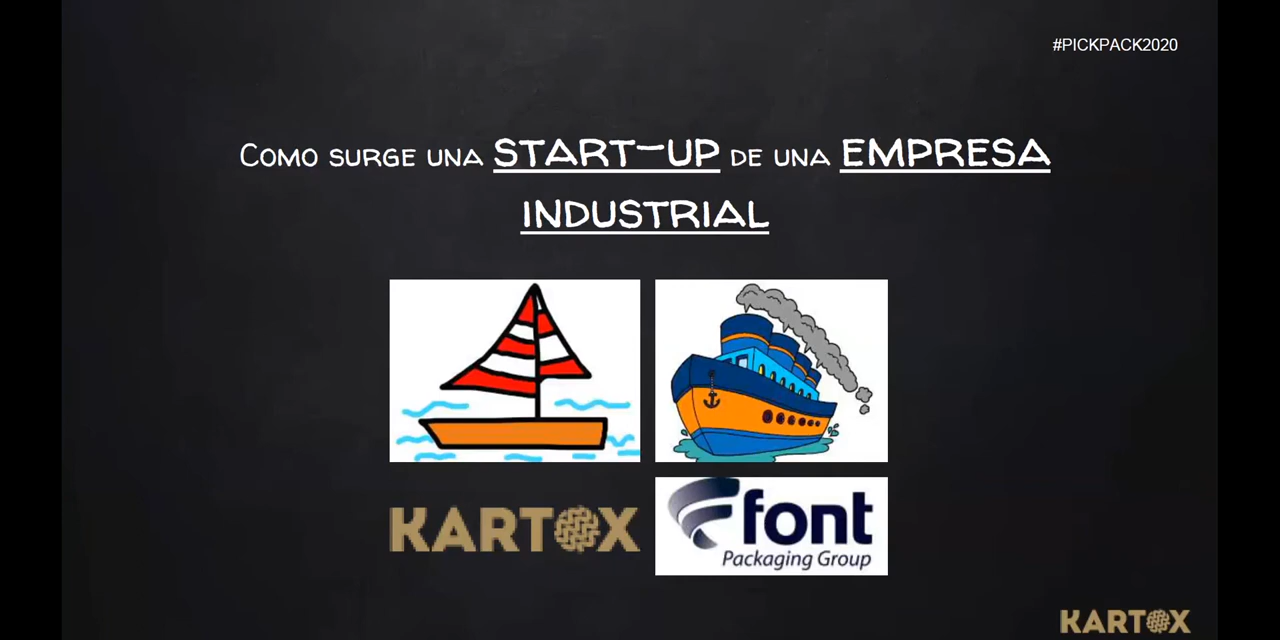 #PICKPACK2020
COMO SURGE UNA START-UP DE UNA EMPRESA
INDUSTRIAL
KARTOX
font
Packaging Group
KARTOX